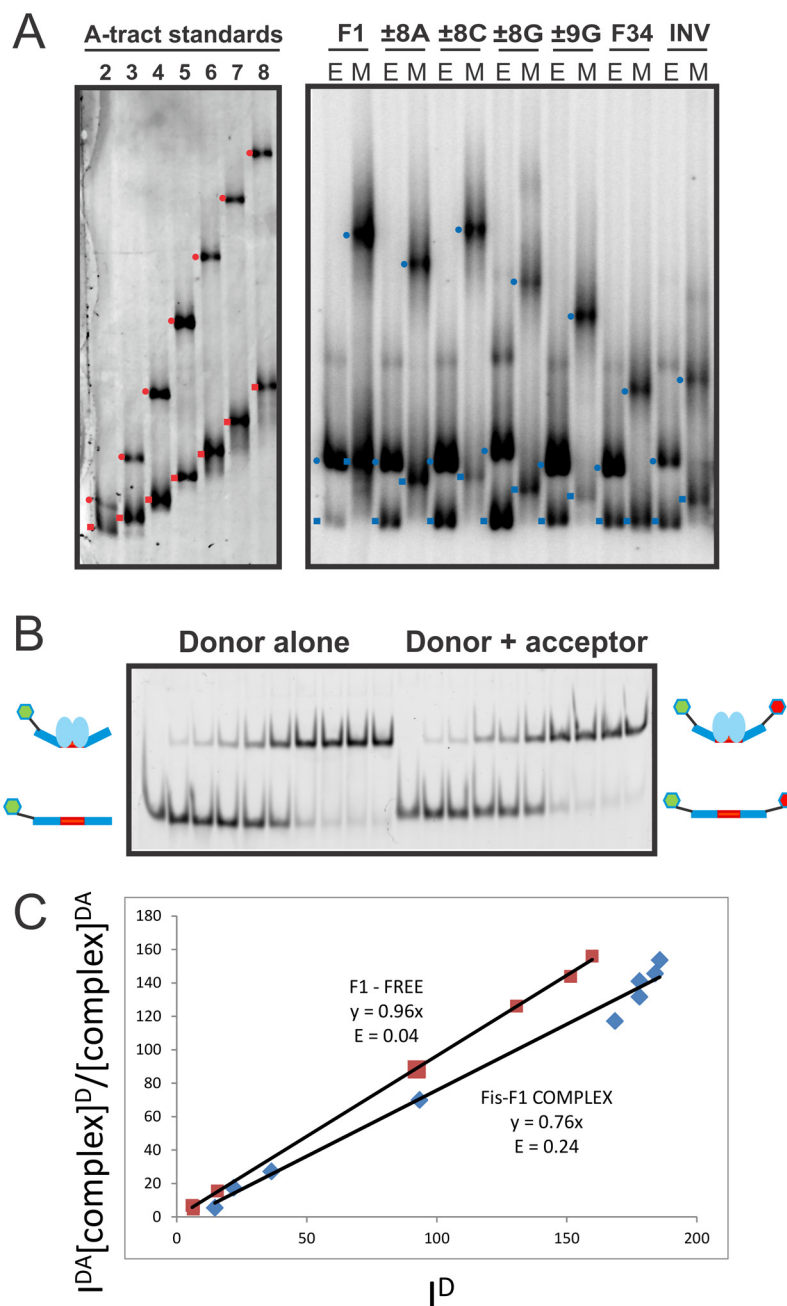 A
A-tract standards
2 3 4 5 6 7 8
F1 ±8A ±8C ±8G ±9G F34 INV
E M E M E M E M E M E M E M
B
Donor alone
Donor + acceptor
C
180
160
140
120
100
80
60
40
20
0
F1 - FREE
y = 0.96x
E = 0.04
Fis-F1 COMPLEX
y = 0.76x
E = 0.24
0 50 100 150 200
I^DA[complex]^D/[complex]^DA
I^D